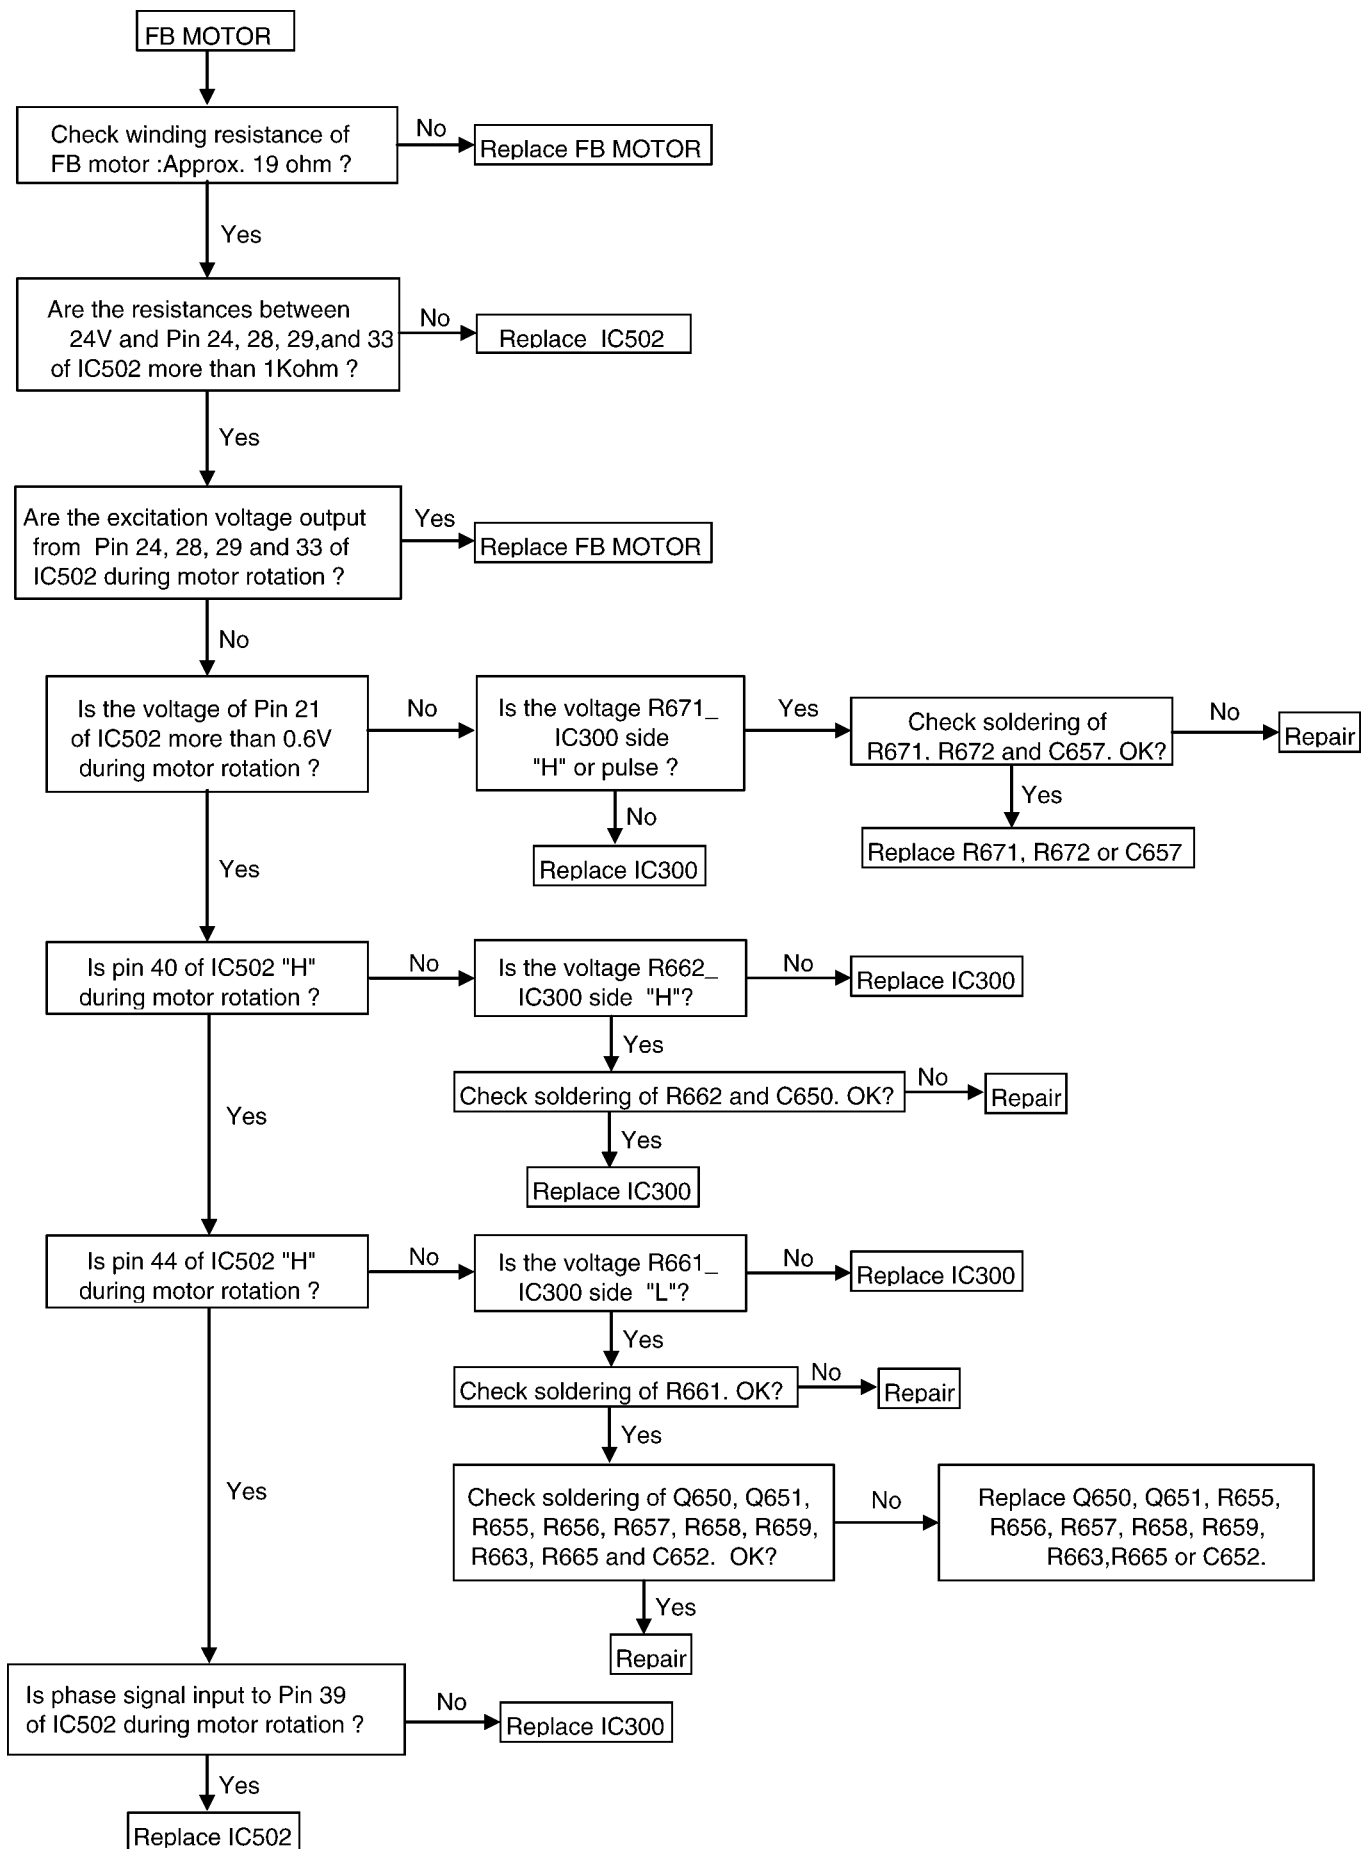 FB MOTOR
Check winding resistance of
FB motor :Approx. 19 ohm ?
No
Replace FB MOTOR
Yes
Are the resistances between
24V and Pin 24, 28, 29,and 33
of IC502 more than 1Kohm ?
No
Replace IC502
Yes
Are the excitation voltage output
from Pin 24, 28, 29 and 33 of
IC502 during motor rotation ?
Yes
Replace FB MOTOR
No
Is the voltage of Pin 21
of IC502 more than 0.6V
during motor rotation ?
No
Is the voltage R671_
IC300 side
"H" or pulse ?
Yes
Check soldering of
R671. R672 and C657. OK?
No
Repair
Yes
Replace R671, R672 or C657
No
Replace IC300
Yes
Is pin 40 of IC502 "H"
during motor rotation ?
No
Is the voltage R662_
IC300 side "H"?
No
Replace IC300
Yes
Check soldering of R662 and C650. OK?
No
Repair
Yes
Replace IC300
Yes
Is pin 44 of IC502 "H"
during motor rotation ?
No
Is the voltage R661_
IC300 side "L"?
No
Replace IC300
Yes
Check soldering of R661. OK?
No
Repair
Yes
Check soldering of Q650, Q651,
R655, R656, R657, R658, R659,
R663, R665 and C652. OK?
No
Replace Q650, Q651, R655,
R656, R657, R658, R659,
R663,R665 or C652.
Yes
Repair
Yes
Is phase signal input to Pin 39
of IC502 during motor rotation ?
No
Replace IC300
Yes
Replace IC502